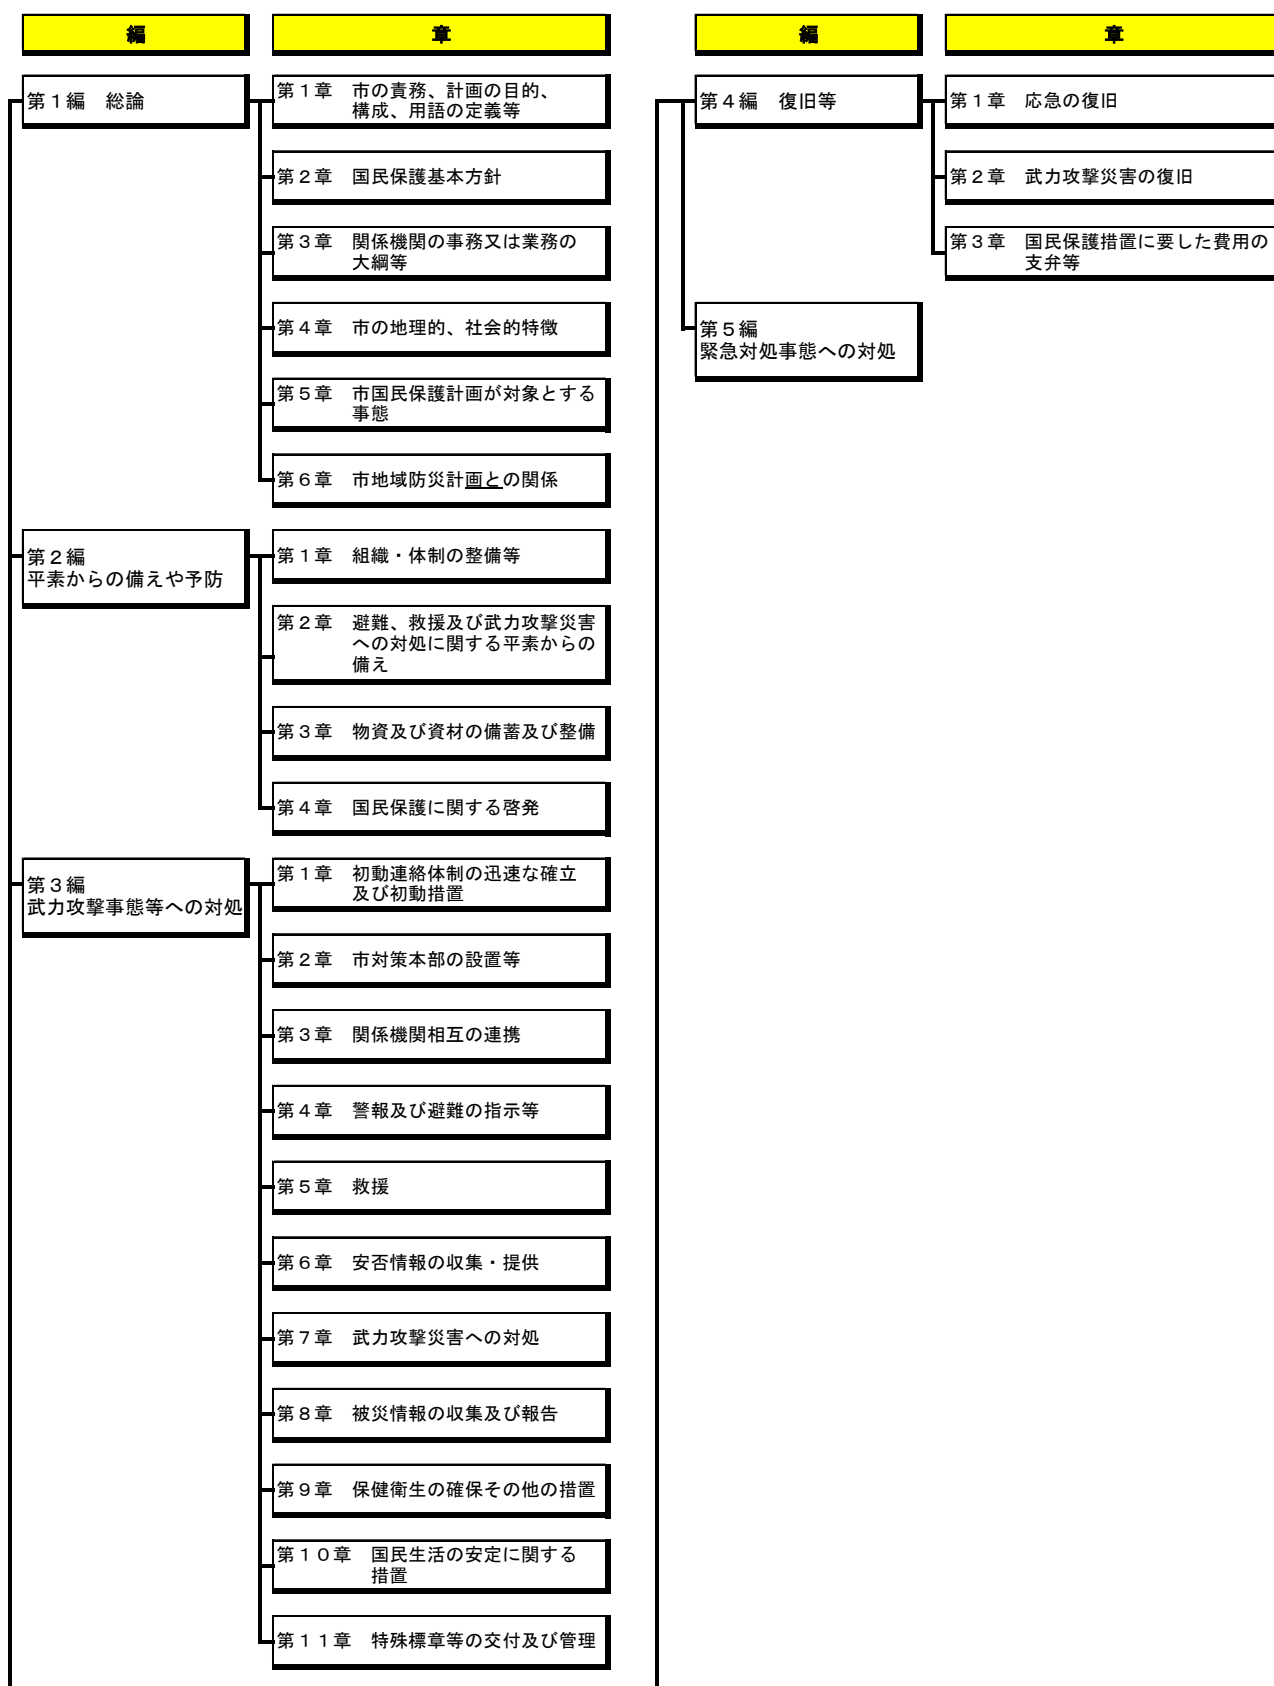 編
章
第１編　総論
第１章　市の責務、計画の目的、
構成、用語の定義等
第２章　国民保護基本方針
第３章　関係機関の事務又は業務の
大綱等
第４章　市の地理的、社会的特徴
第５章　市国民保護計画が対象とする
事態
第６章　市地域防災計画との関係
第２編
平素からの備えや予防
第１章　組織・体制の整備等
第２章　避難、救援及び武力攻撃災害
への対処に関する平素からの
備え
第３章　物資及び資材の備蓄及び整備
第４章　国民保護に関する啓発
第３編
武力攻撃事態等への対処
第１章　初動連絡体制の迅速な確立
及び初動措置
第２章　市対策本部の設置等
第３章　関係機関相互の連携
第４章　警報及び避難の指示等
第５章　救援
第６章　安否情報の収集・提供
第７章　武力攻撃災害への対処
第８章　被災情報の収集及び報告
第９章　保健衛生の確保その他の措置
第１０章　国民生活の安定に関する
措置
第１１章　特殊標章等の交付及び管理
編
章
第４編　復旧等
第１章　応急の復旧
第２章　武力攻撃災害の復旧
第３章　国民保護措置に要した費用の
支弁等
第５編
緊急対処事態への対処